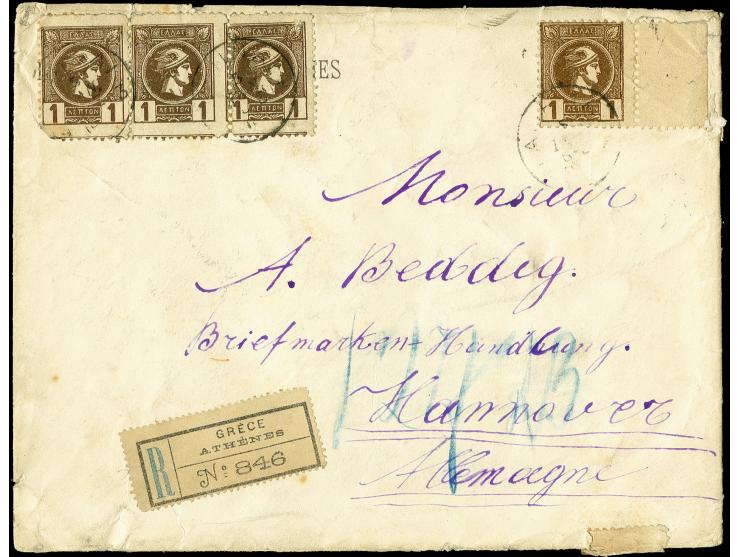 ΕΛΛΑΣ ΕΛΛΑΣ ΕΛΛΑΣ ΕΛΛΑΣ
1 ΛΕΠΤΟΝ 1 1 ΛΕΠΤΟΝ 1 1 ΛΕΠΤΟΝ 1 1 ΛΕΠΤΟΝ 1
NES
Monsieur
A. Beddig.
Briefmarken-Handlung.
Hannover
Allemagne
R
GRÈCE
ATHÈNES
No. 846